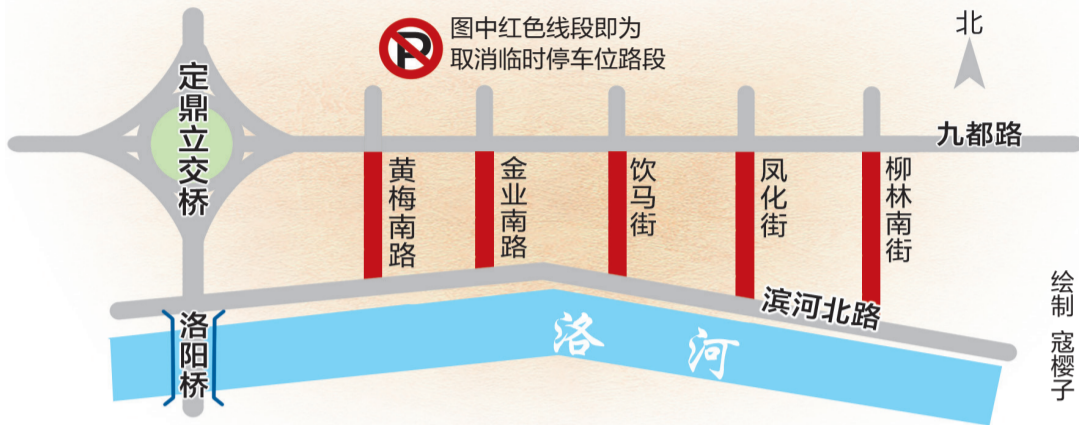 图中红色线段即为
取消临时停车位路段
北
定鼎立交桥
九都路
黄梅南路
金业南路
饮马街
凤化街
柳林南街
滨河北路
洛阳桥
洛河
绘制 寇樱子